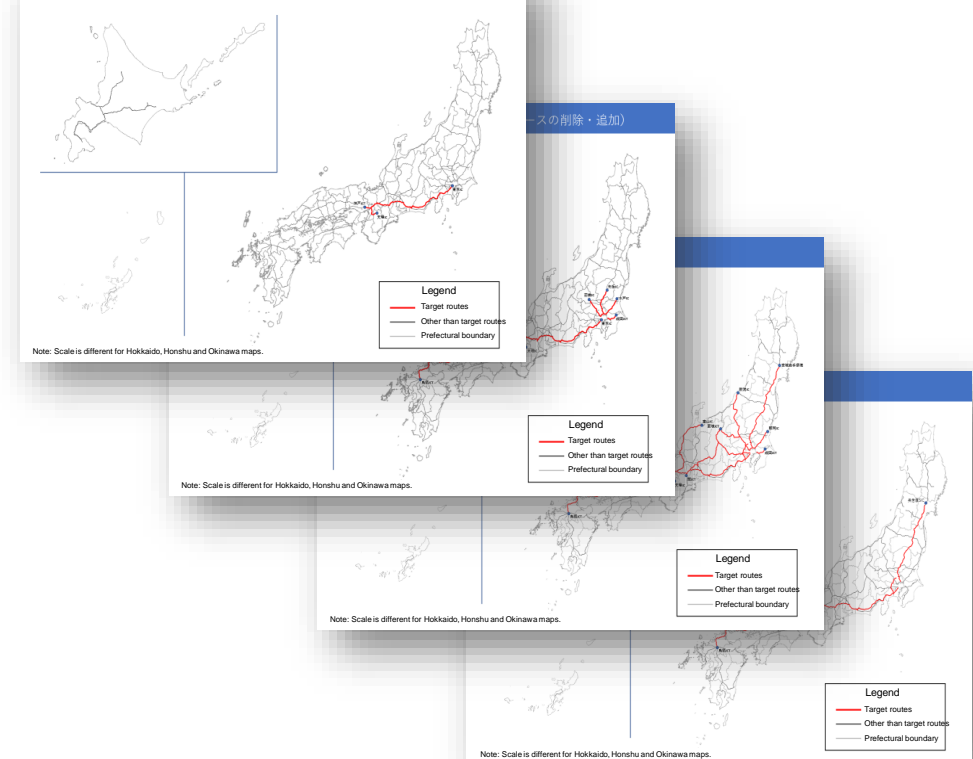 Legend
Target routes
Other than target routes
Prefectural boundary
Note: Scale is different for Hokkaido, Honshu and Okinawa maps.
ースの削除・追加）
Legend
Target routes
Other than target routes
Prefectural boundary
Note: Scale is different for Hokkaido, Honshu and Okinawa maps.
Legend
Target routes
Other than target routes
Prefectural boundary
Note: Scale is different for Hokkaido, Honshu and Okinawa maps.
Legend
Target routes
Other than target routes
Prefectural boundary
Note: Scale is different for Hokkaido, Honshu and Okinawa maps.